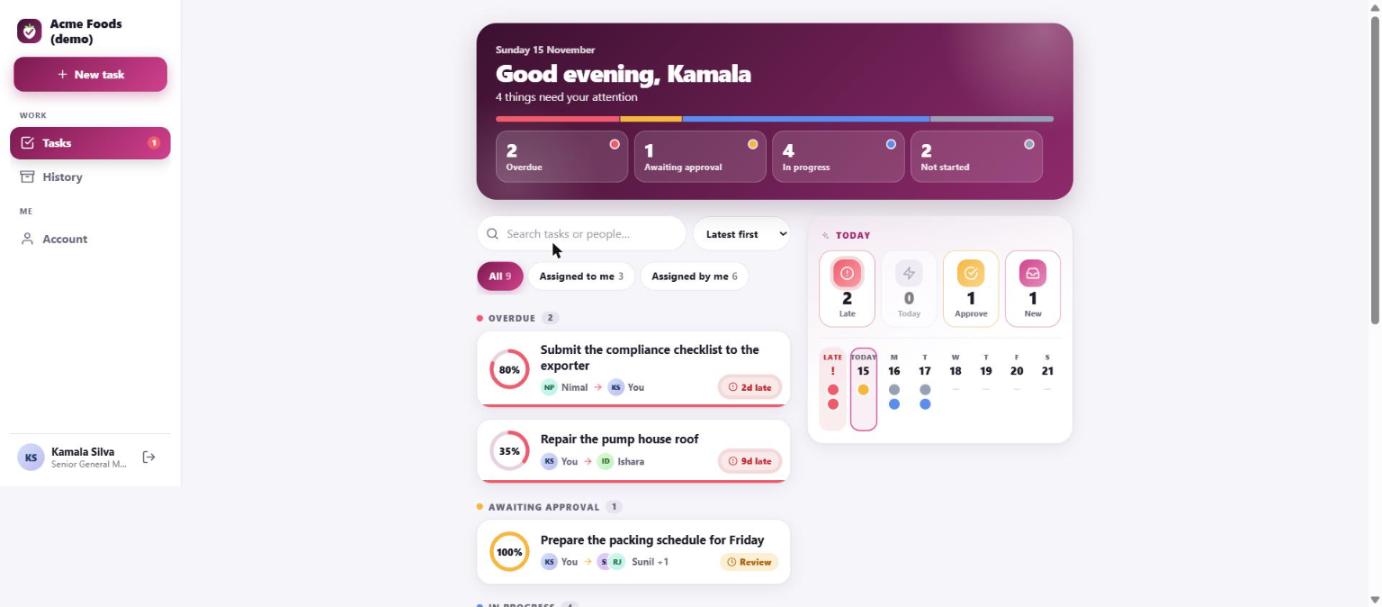 Acme Foods
(demo)
+ New task
WORK
Tasks 1
History
ME
Account
KS Kamala Silva
Senior General M...
Sunday 15 November
Good evening, Kamala
4 things need your attention
2
Overdue
1
Awaiting approval
4
In progress
2
Not started
Search tasks or people...
Latest first
All 9
Assigned to me 3
Assigned by me 6
OVERDUE 2
80%
Submit the compliance checklist to the
exporter
NP Nimal → KS You
2d late
35%
Repair the pump house roof
KS You → ID Ishara
9d late
AWAITING APPROVAL 1
100%
Prepare the packing schedule for Friday
KS You → S RJ Sunil +1
Review
IN PROGRESS 4
TODAY
2
Late
0
Today
1
Approve
1
New
LATE TODAY M T W T F S
! 15 16 17 18 19 20 21